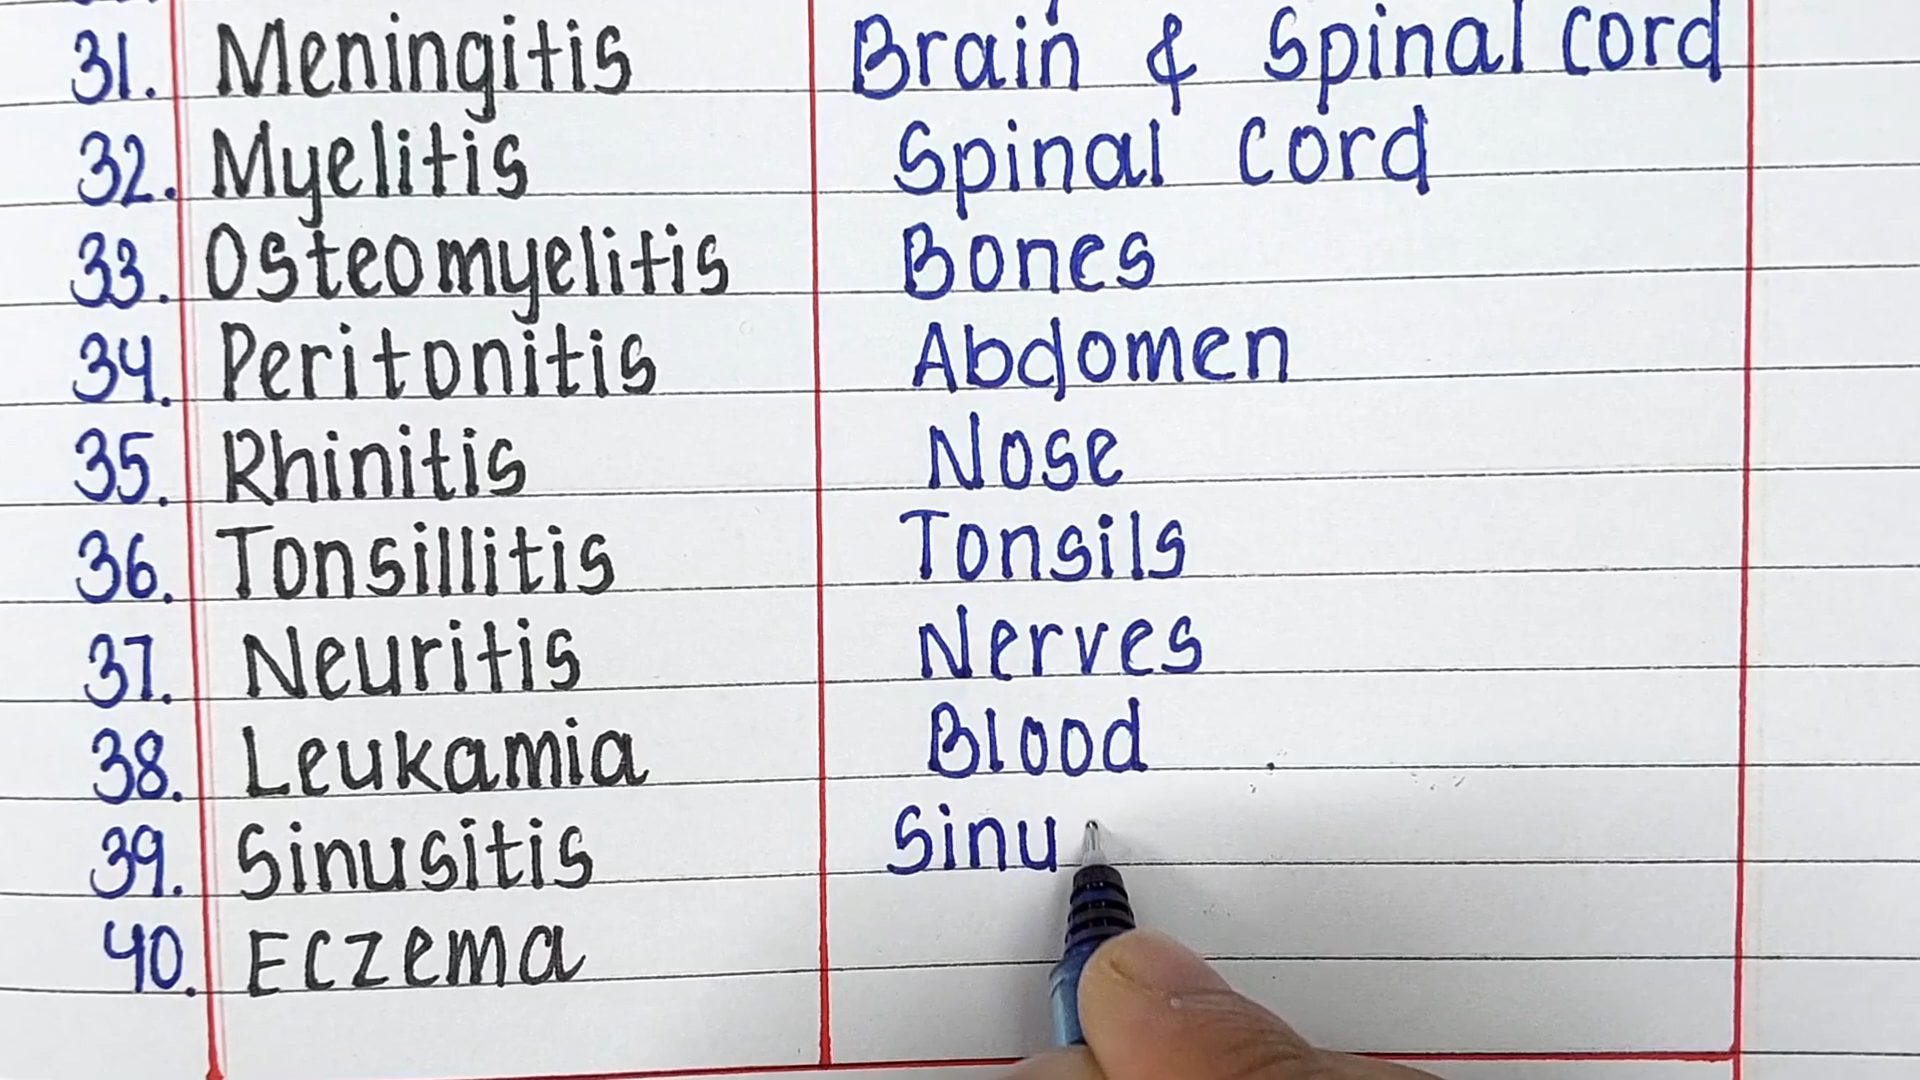 31. Meningitis Brain & Spinal cord
32. Myelitis Spinal cord
33. Osteomyelitis Bones
34. Peritonitis Abdomen
35. Rhinitis Nose
36. Tonsillitis Tonsils
37. Neuritis Nerves
38. Leukamia Blood
39. Sinusitis Sinu
40. Eczema